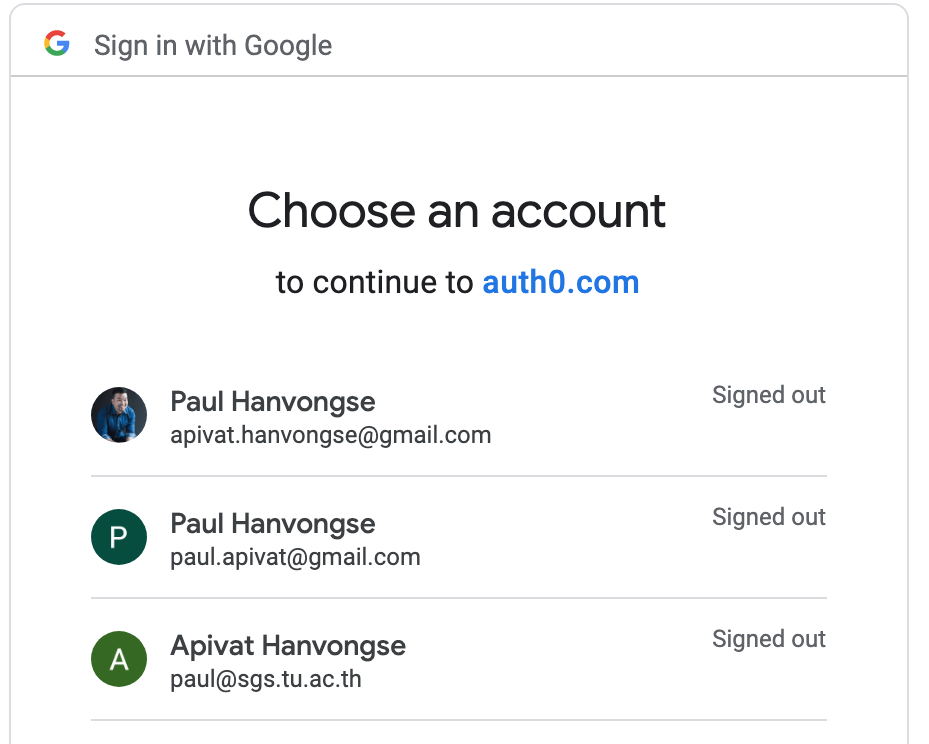 Sign in with Google
Choose an account
to continue to auth0.com
Paul Hanvongse
Signed out
apivat.hanvongse@gmail.com
P
Paul Hanvongse
Signed out
paul.apivat@gmail.com
A
Apivat Hanvongse
Signed out
paul@sgs.tu.ac.th